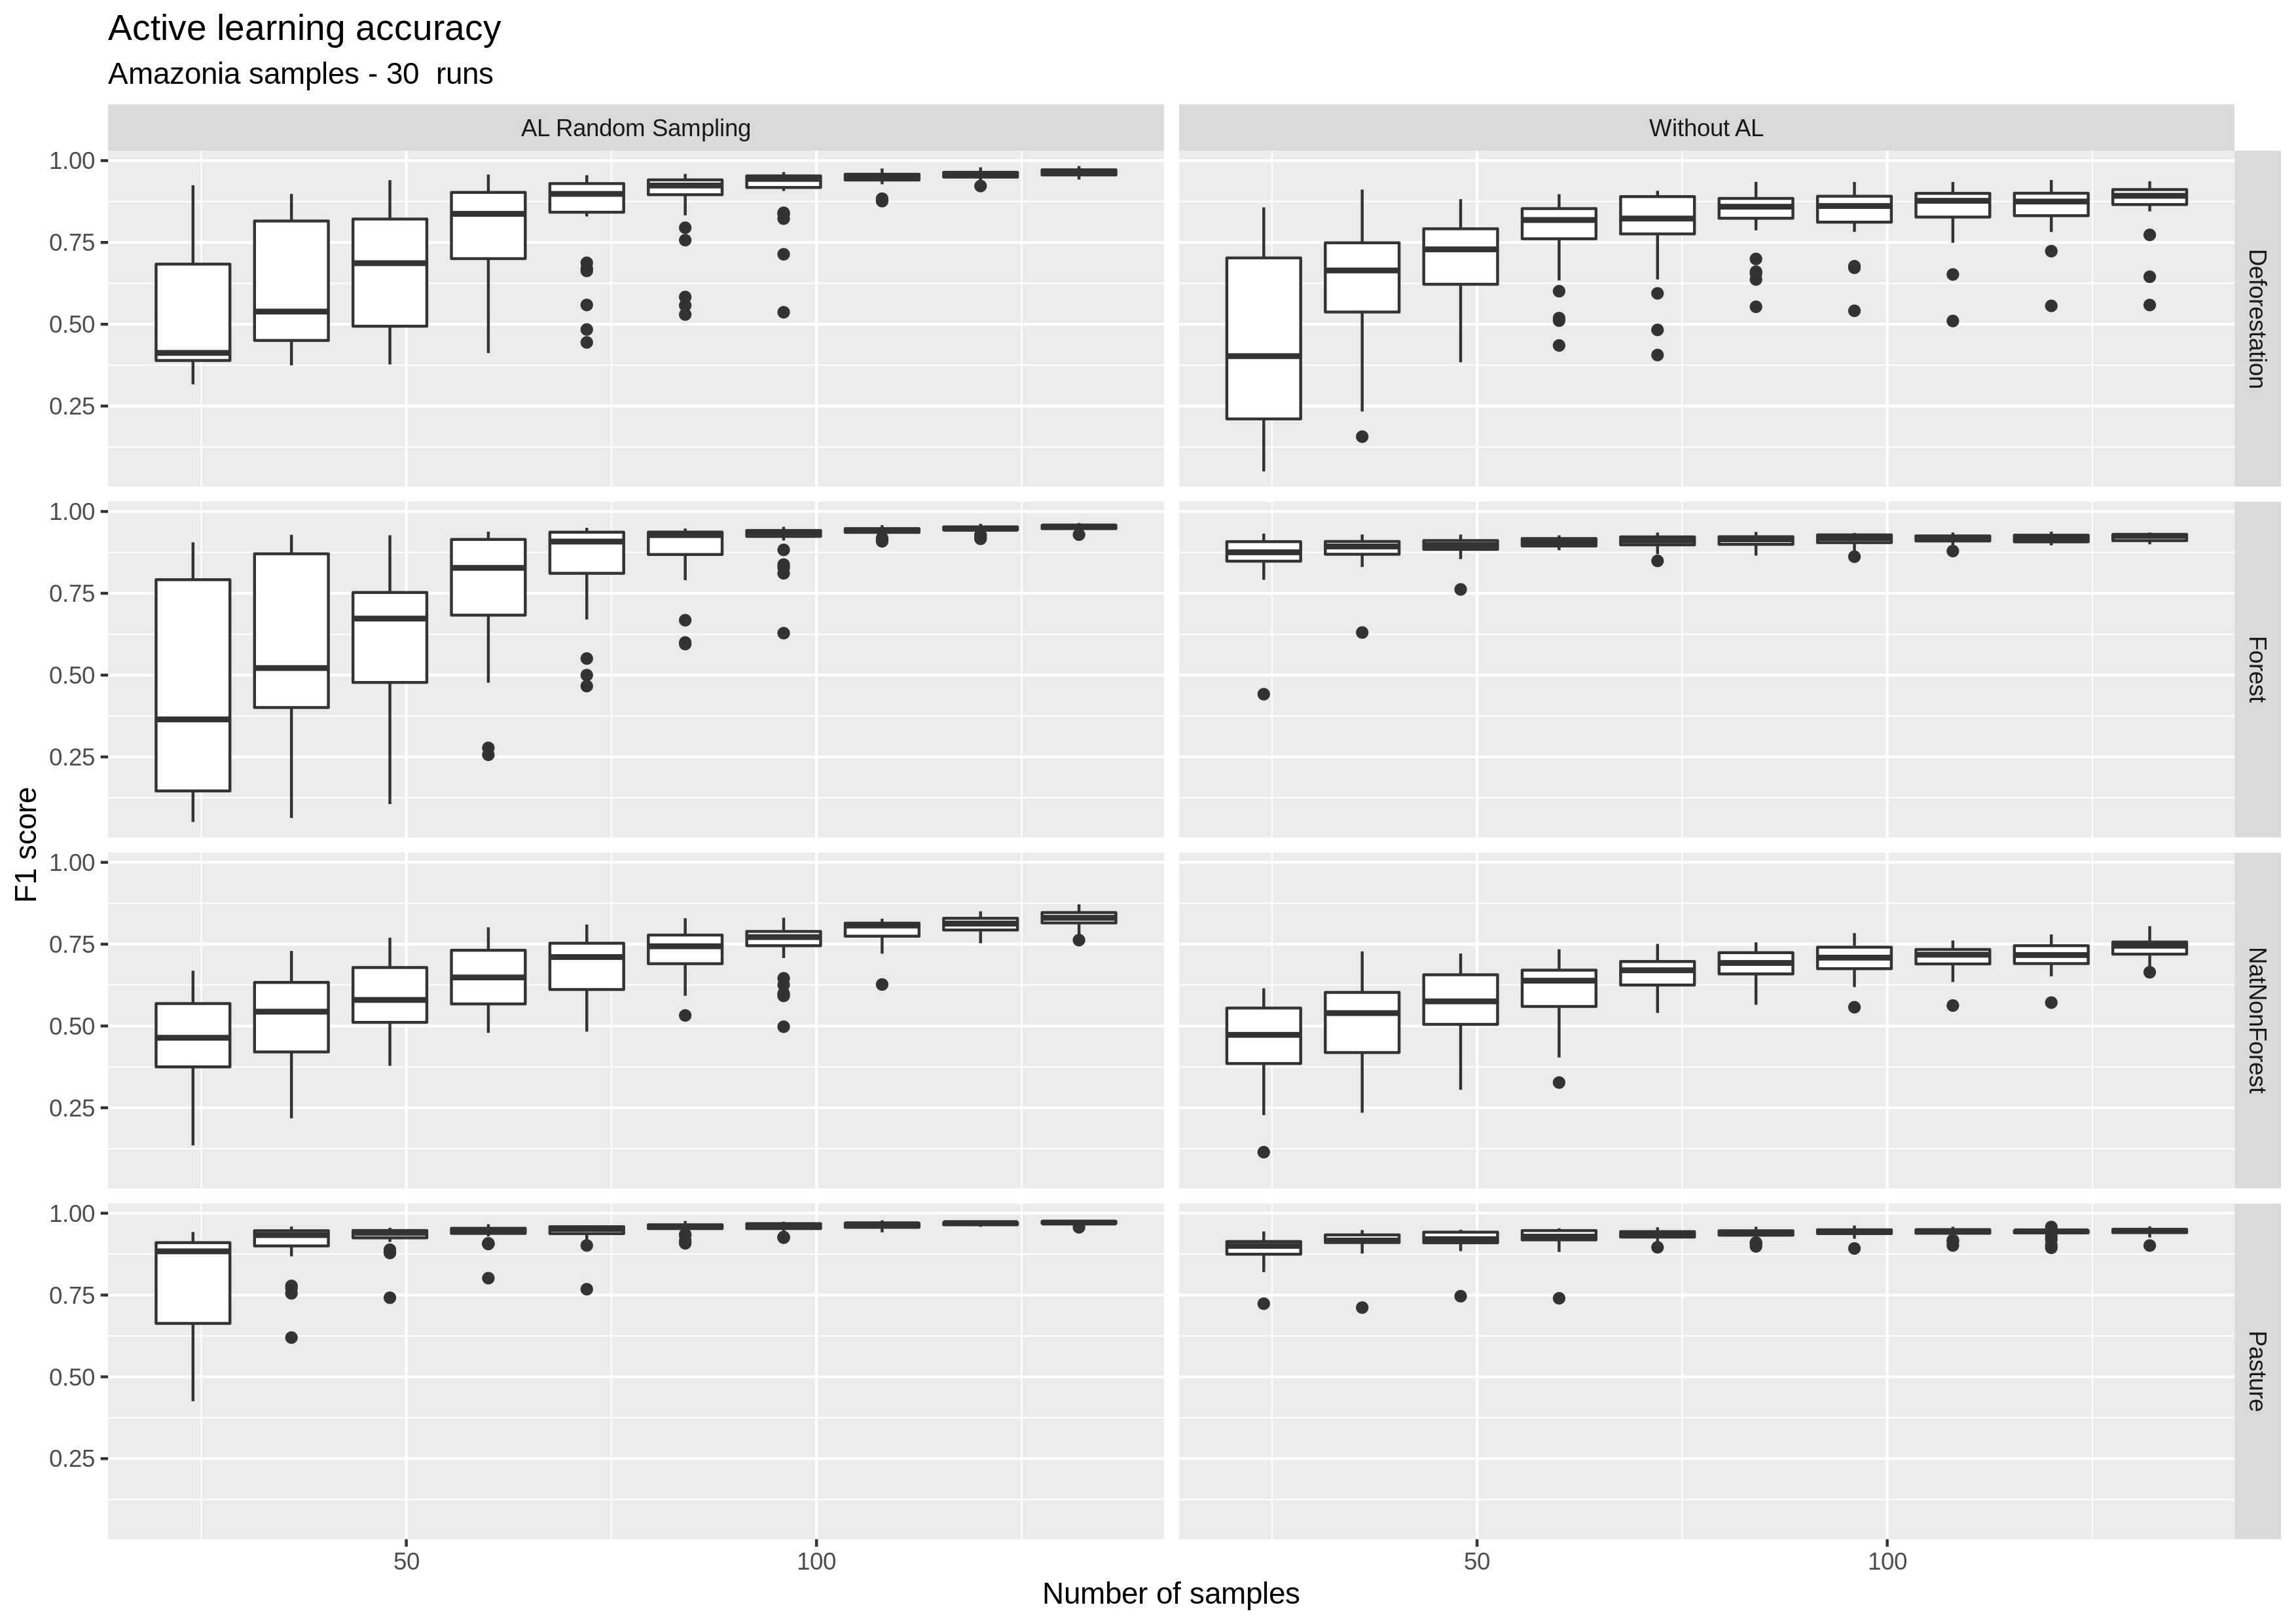 Active learning accuracy
Amazonia samples - 30  runs
AL Random Sampling
Without AL
1.00
0.75
0.50
0.25
Deforestation
1.00
0.75
0.50
0.25
Forest
1.00
0.75
0.50
0.25
NatNonForest
1.00
0.75
0.50
0.25
Pasture
F1 score
50
100
50
100
Number of samples